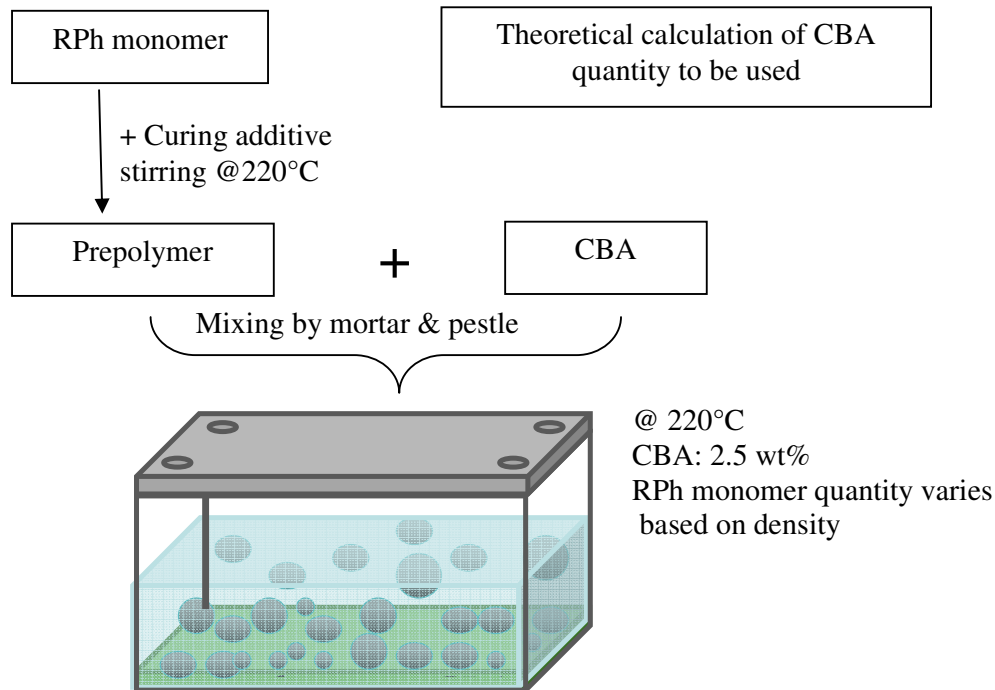 RPh monomer
Theoretical calculation of CBA
quantity to be used
+ Curing additive
stirring @220°C
Prepolymer
+
CBA
Mixing by mortar & pestle
@ 220°C
CBA: 2.5 wt%
RPh monomer quantity varies
based on density